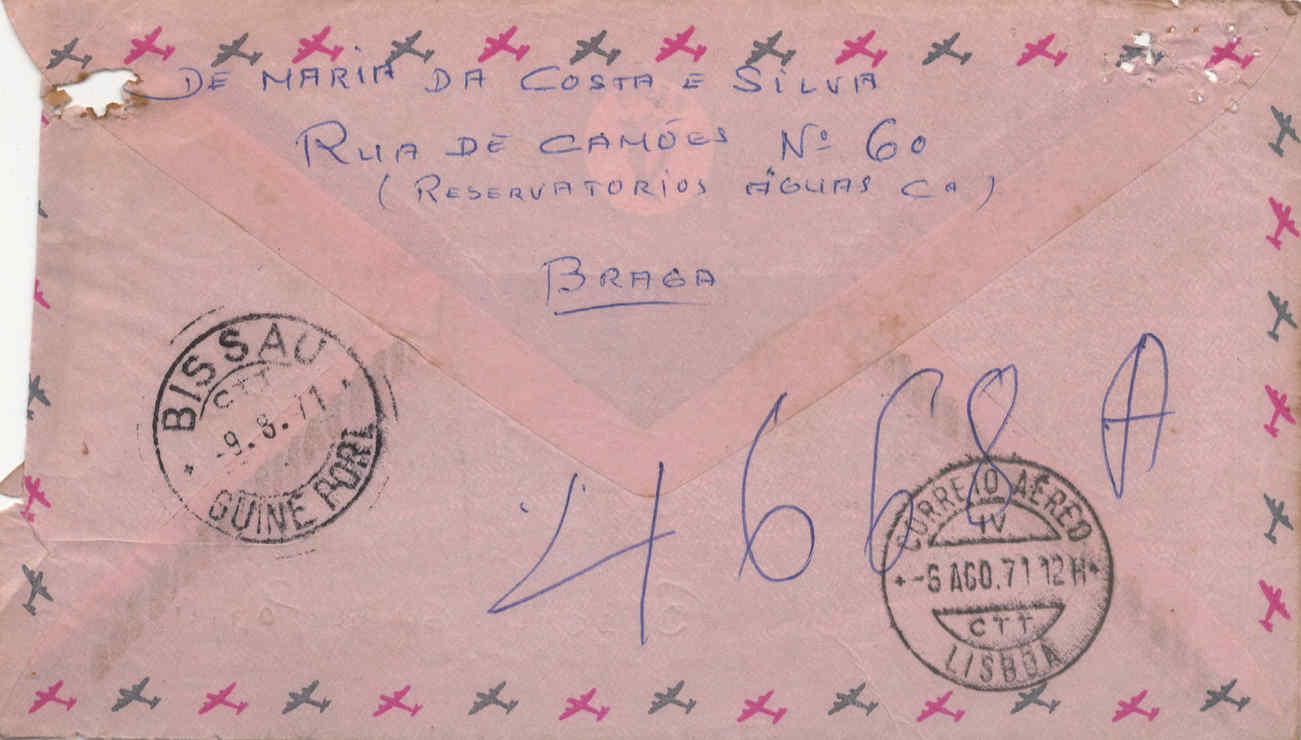 DE MARIA DA COSTA E SILVA
RUA DE CAMÕES Nº 60
(RESERVATORIOS ÁGUAS Cª)
BRAGA
BISSAU
CTT
-9.8.71
GUINÉ PORT
4668 A
CORREIO AÉREO
IV
-6 AGO.71 12H
CTT
LISBOA